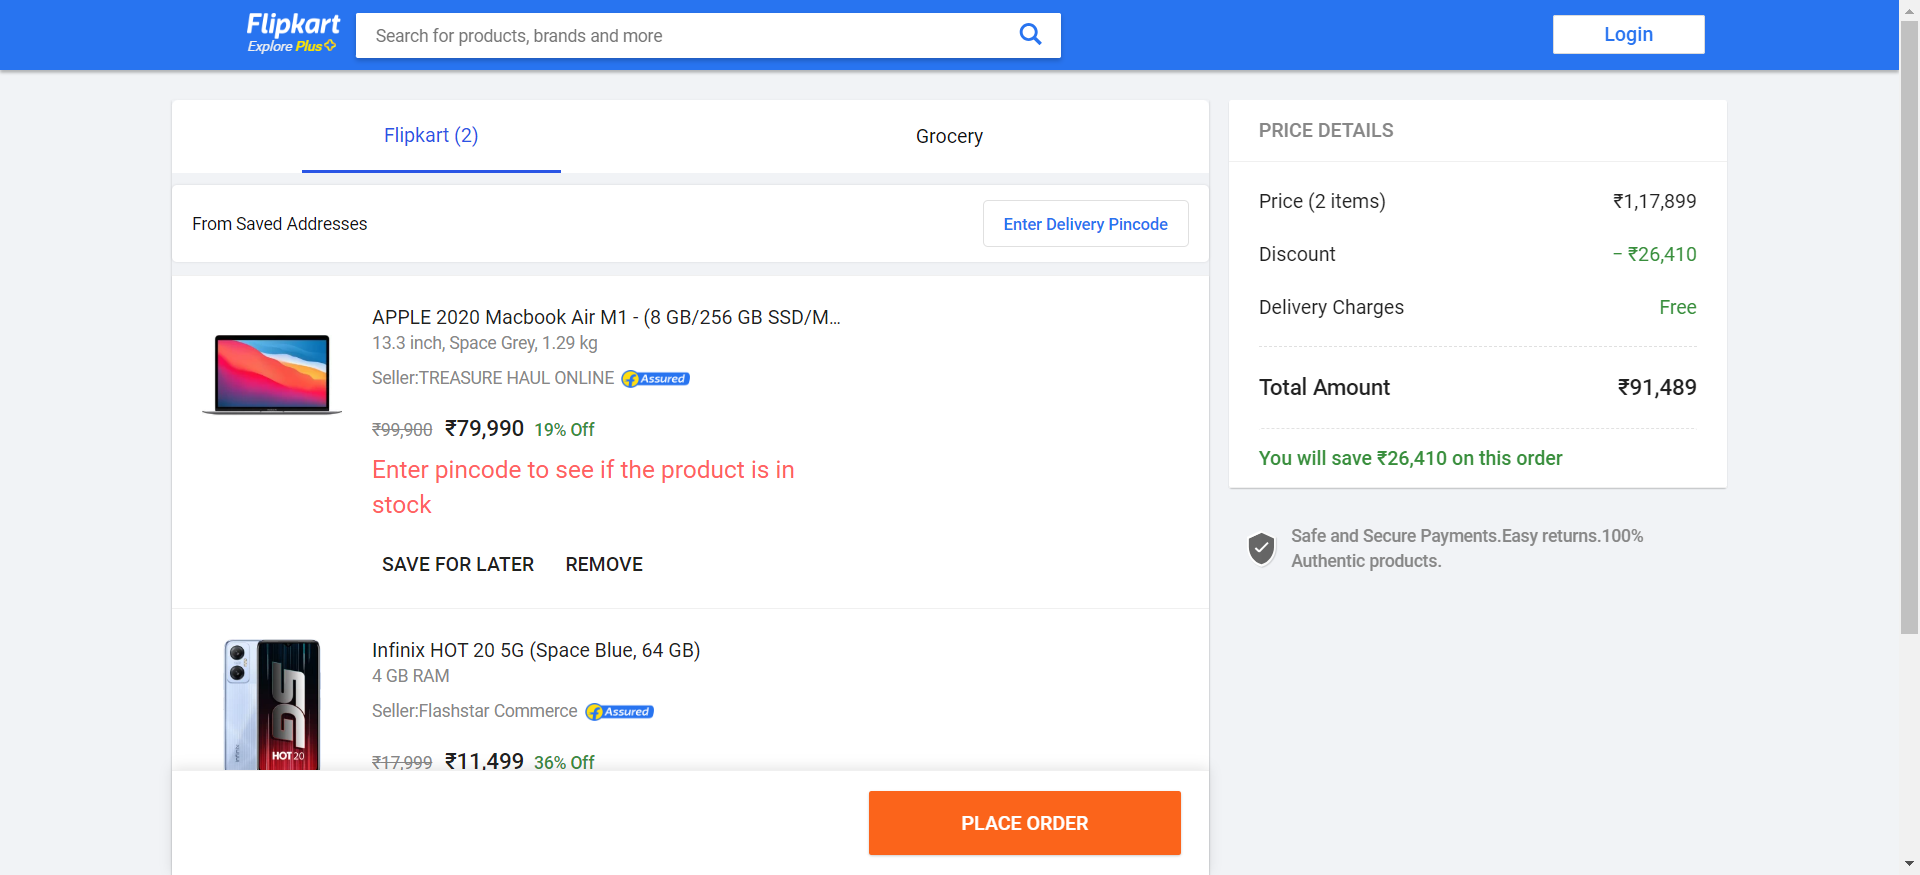 Flipkart
Explore Plus
Search for products, brands and more
Login
Flipkart (2)
Grocery
From Saved Addresses
Enter Delivery Pincode
APPLE 2020 Macbook Air M1 - (8 GB/256 GB SSD/M...
13.3 inch, Space Grey, 1.29 kg
Seller:TREASURE HAUL ONLINE
Assured
₹99,900 ₹79,990 19% Off
Enter pincode to see if the product is in
stock
SAVE FOR LATER REMOVE
5G
HOT 20
Infinix HOT 20 5G (Space Blue, 64 GB)
4 GB RAM
Seller:Flashstar Commerce
Assured
₹17,999 ₹11,499 36% Off
PLACE ORDER
PRICE DETAILS
Price (2 items) ₹1,17,899
Discount − ₹26,410
Delivery Charges Free
Total Amount ₹91,489
You will save ₹26,410 on this order
Safe and Secure Payments.Easy returns.100%
Authentic products.